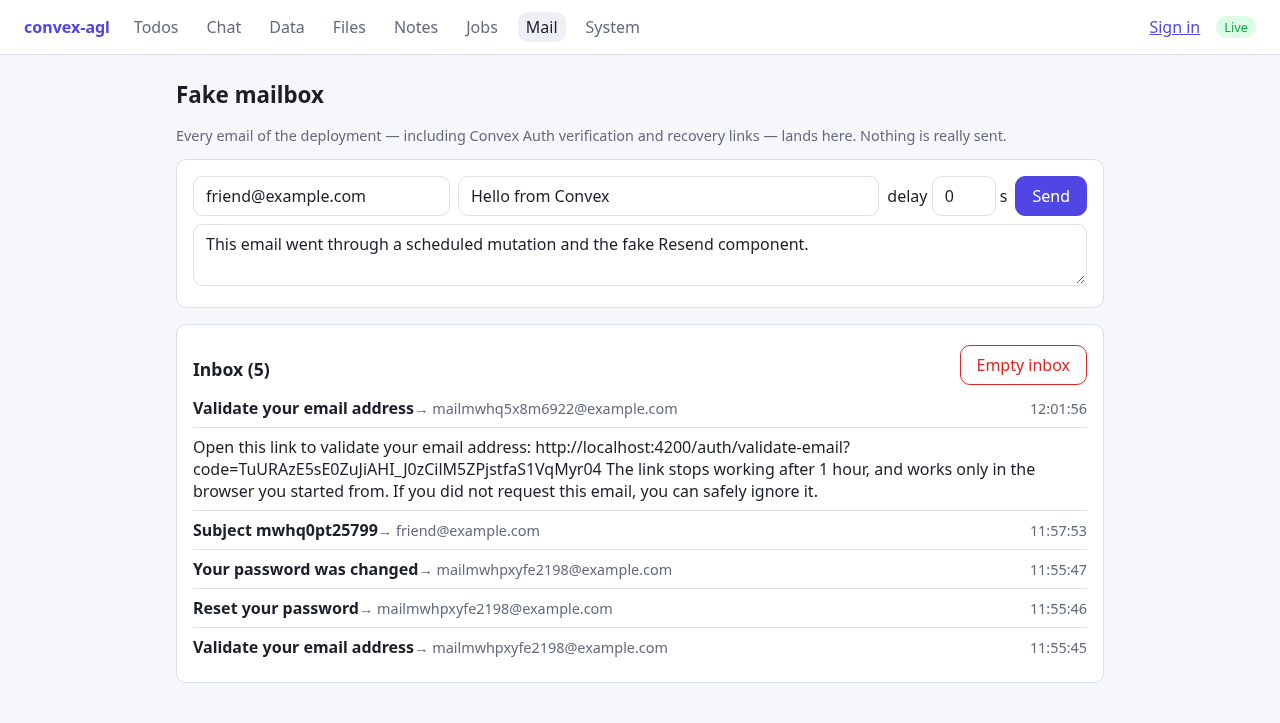 convex-agl Todos Chat Data Files Notes Jobs Mail System Sign in Live
Fake mailbox
Every email of the deployment — including Convex Auth verification and recovery links — lands here. Nothing is really sent.
friend@example.com Hello from Convex delay 0 s Send
This email went through a scheduled mutation and the fake Resend component.
Inbox (5) Empty inbox
Validate your email address → mailmwhq5x8m6922@example.com 12:01:56
Open this link to validate your email address: http://localhost:4200/auth/validate-email?
code=TuURAzE5sE0ZuJiAHI_J0zCilM5ZPjstfaS1VqMyr04 The link stops working after 1 hour, and works only in the
browser you started from. If you did not request this email, you can safely ignore it.
Subject mwhq0pt25799 → friend@example.com 11:57:53
Your password was changed → mailmwhpxyfe2198@example.com 11:55:47
Reset your password → mailmwhpxyfe2198@example.com 11:55:46
Validate your email address → mailmwhpxyfe2198@example.com 11:55:45